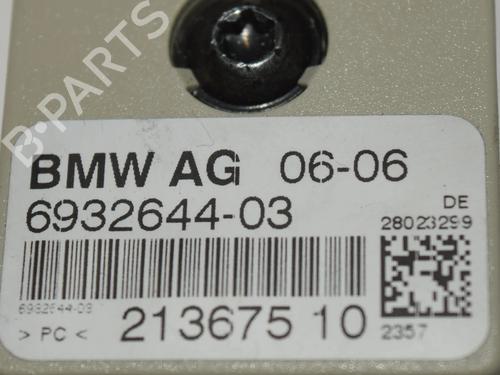 B-PARTS
BMW AG 06-06
6932644-03
DE
28023299
6932644-03
> PC < 213675 10
2357